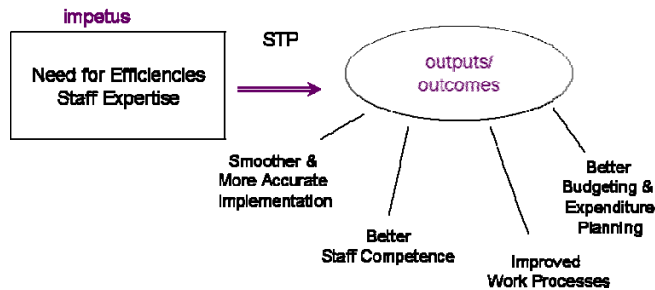 impetus
STP
Need for Efficiencies
Staff Expertise
outputs/
outcomes
Smoother &
More Accurate
Implementation
Better
Staff Competence
Improved
Work Processes
Better
Budgeting &
Expenditure
Planning